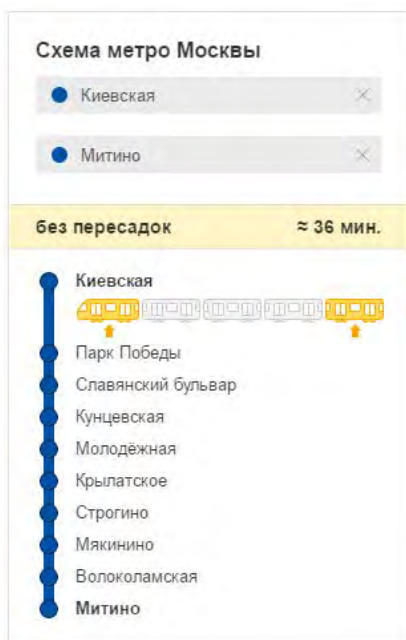 Схема метро Москвы
Киевская
Митино
без пересадок ≈ 36 мин.
Киевская
Парк Победы
Славянский бульвар
Кунцевская
Молодёжная
Крылатское
Строгино
Мякинино
Волоколамская
Митино